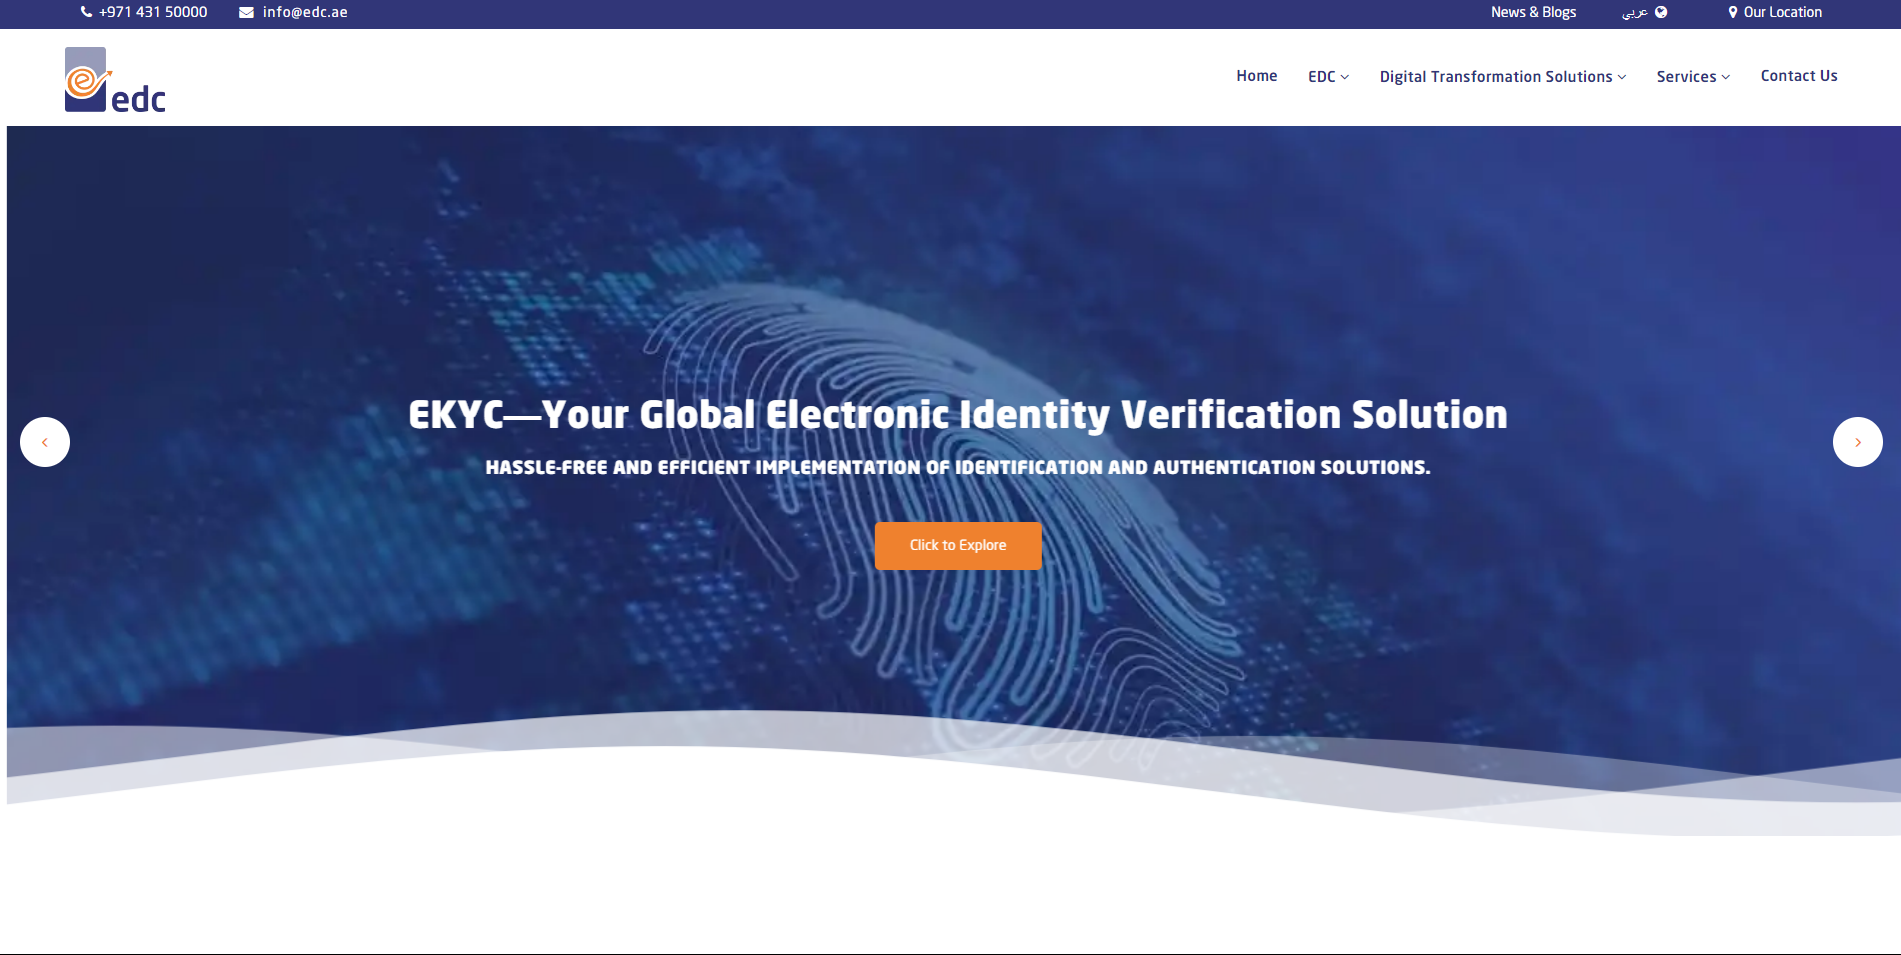 +971 431 50000 info@edc.ae News & Blogs عربي Our Location
edc
Home EDC Digital Transformation Solutions Services Contact Us
EKYC—Your Global Electronic Identity Verification Solution
HASSLE-FREE AND EFFICIENT IMPLEMENTATION OF IDENTIFICATION AND AUTHENTICATION SOLUTIONS.
Click to Explore